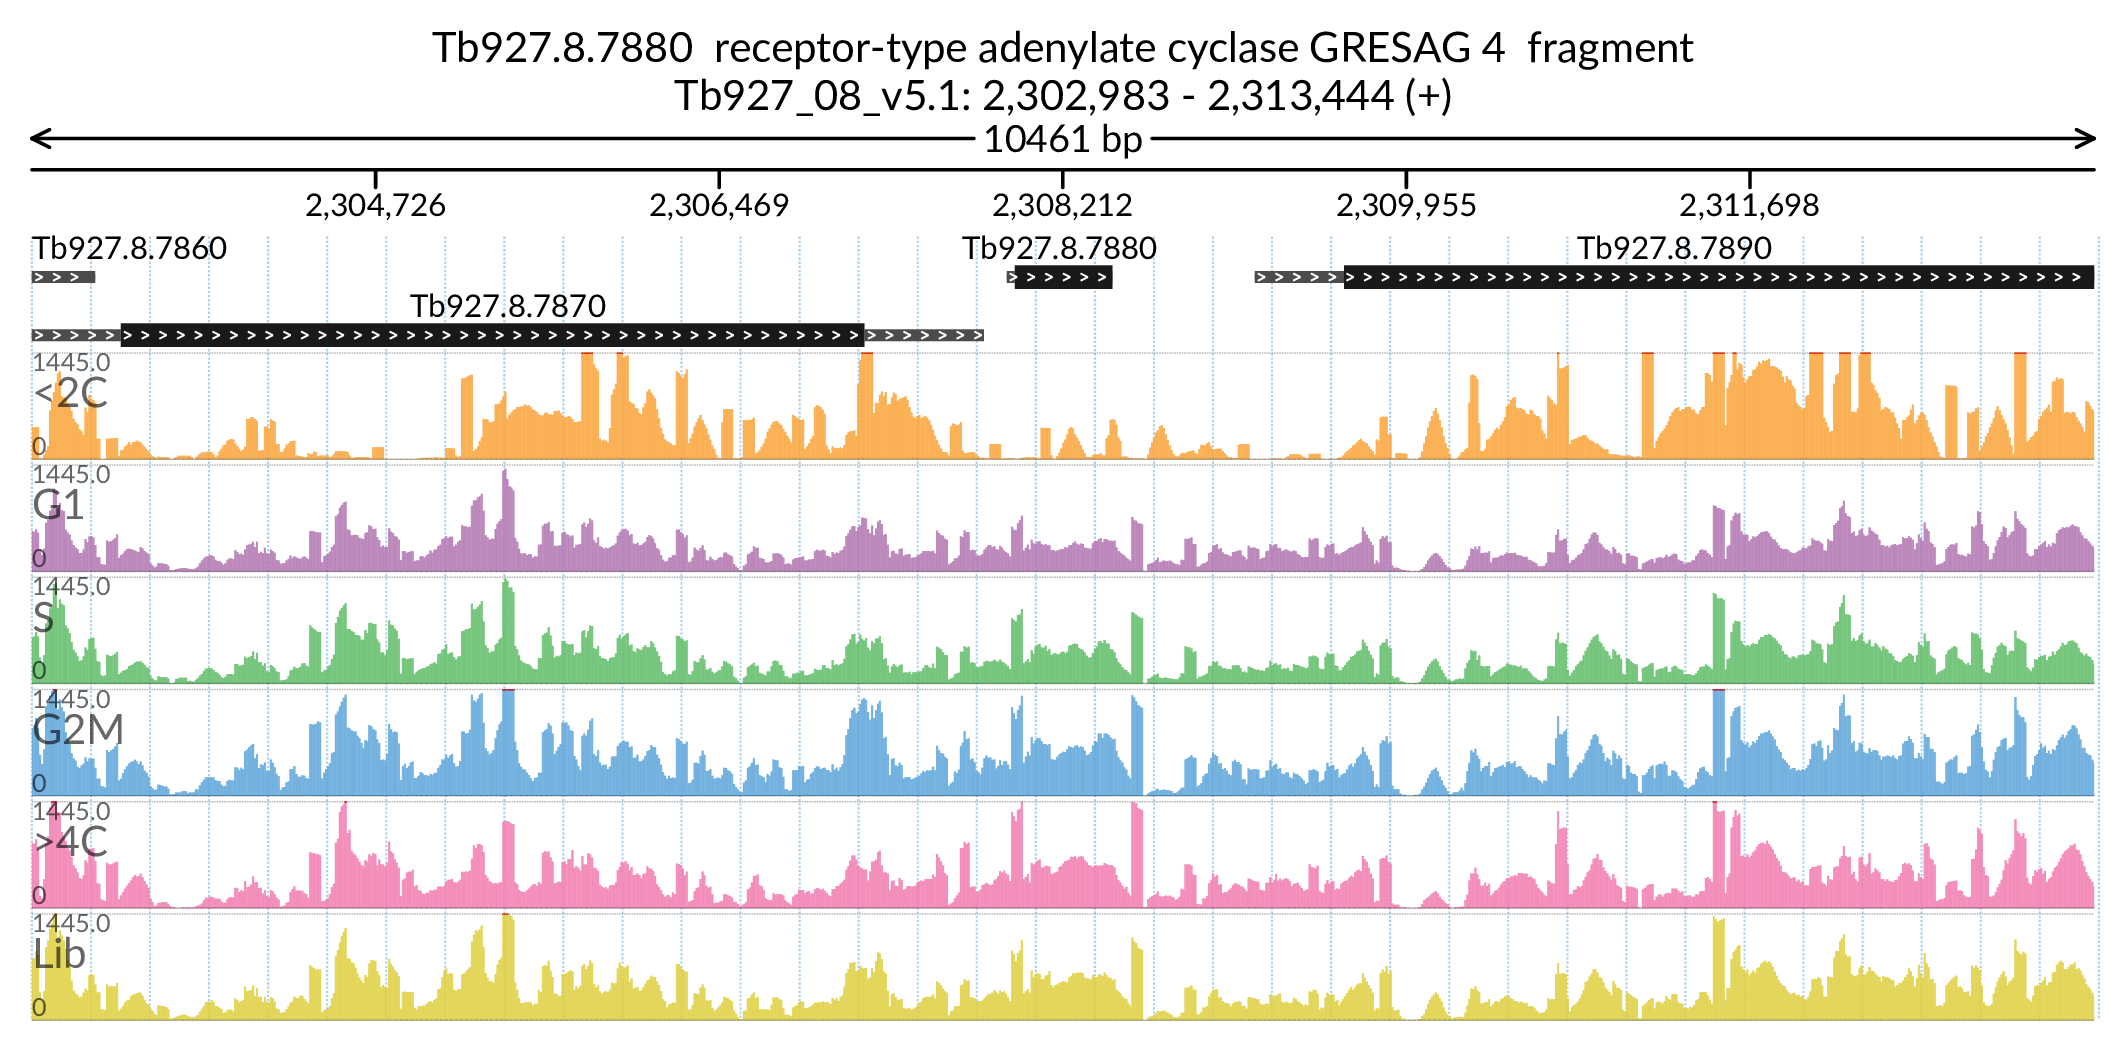 Tb927.8.7880 receptor-type adenylate cyclase GRESAG 4 fragment
Tb927_08_v5.1: 2,302,983 - 2,313,444 (+)
10461 bp
2,304,726 2,306,469 2,308,212 2,309,955 2,311,698
Tb927.8.7860 Tb927.8.7880 Tb927.8.7890
Tb927.8.7870
1445.0
<2C
0
1445.0
G1
0
1445.0
S
0
1445.0
G2M
0
1445.0
>4C
0
1445.0
Lib
0